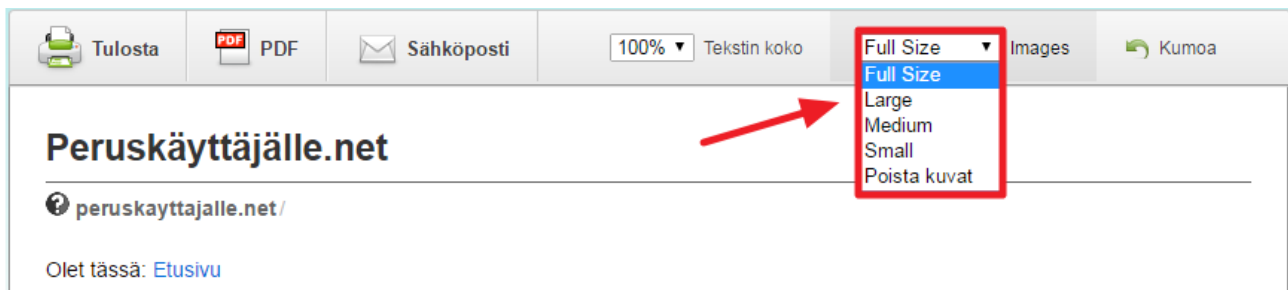 Tulosta PDF PDF Sähköposti 100% Tekstin koko Full Size Images Kumoa
Full Size
Large
Medium
Small
Poista kuvat
Peruskäyttäjälle.net
peruskayttajalle.net/
Olet tässä: Etusivu